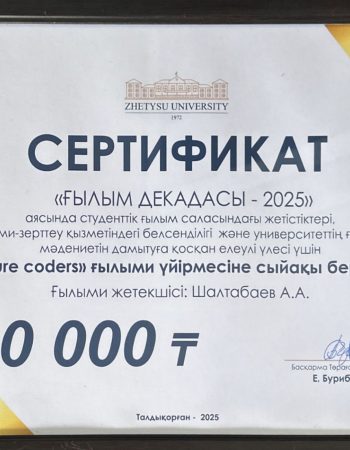 ZHETYSU UNIVERSITY
1972
СЕРТИФИКАТ
«ҒЫЛЫМ ДЕКАДАСЫ - 2025»
аясында студенттік ғылым саласындағы жетістіктері,
ми-зерттеу қызметіндегі белсенділігі және университеттің ғ
мәдениетін дамытуға қосқан елеулі үлесі үшін
ure coders» ғылыми үйірмесіне сыйақы бе
Ғылыми жетекшісі: Шалтабаев А.А.
0 000 ₸
Басқарма Төраға
Е. Буриб
Талдықорған - 2025